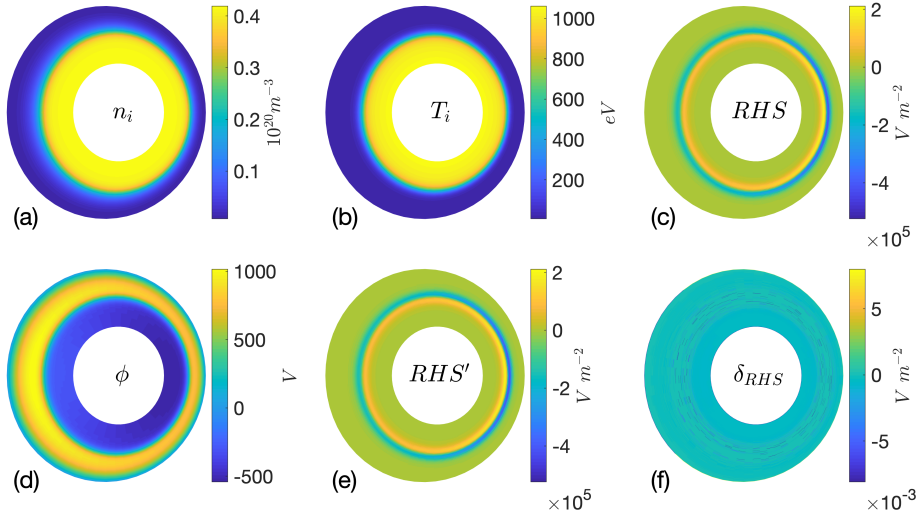 n_i
0.4
0.3
0.2
0.1
10^{20}m^{-3}
(a)
T_i
1000
800
600
400
200
eV
(b)
RHS
2
0
-2
-4
×10^5
V m^{-2}
(c)
ϕ
1000
500
0
-500
V
(d)
RHS′
2
0
-2
-4
×10^5
V m^{-2}
(e)
δ_{RHS}
5
0
-5
×10^{-3}
V m^{-2}
(f)